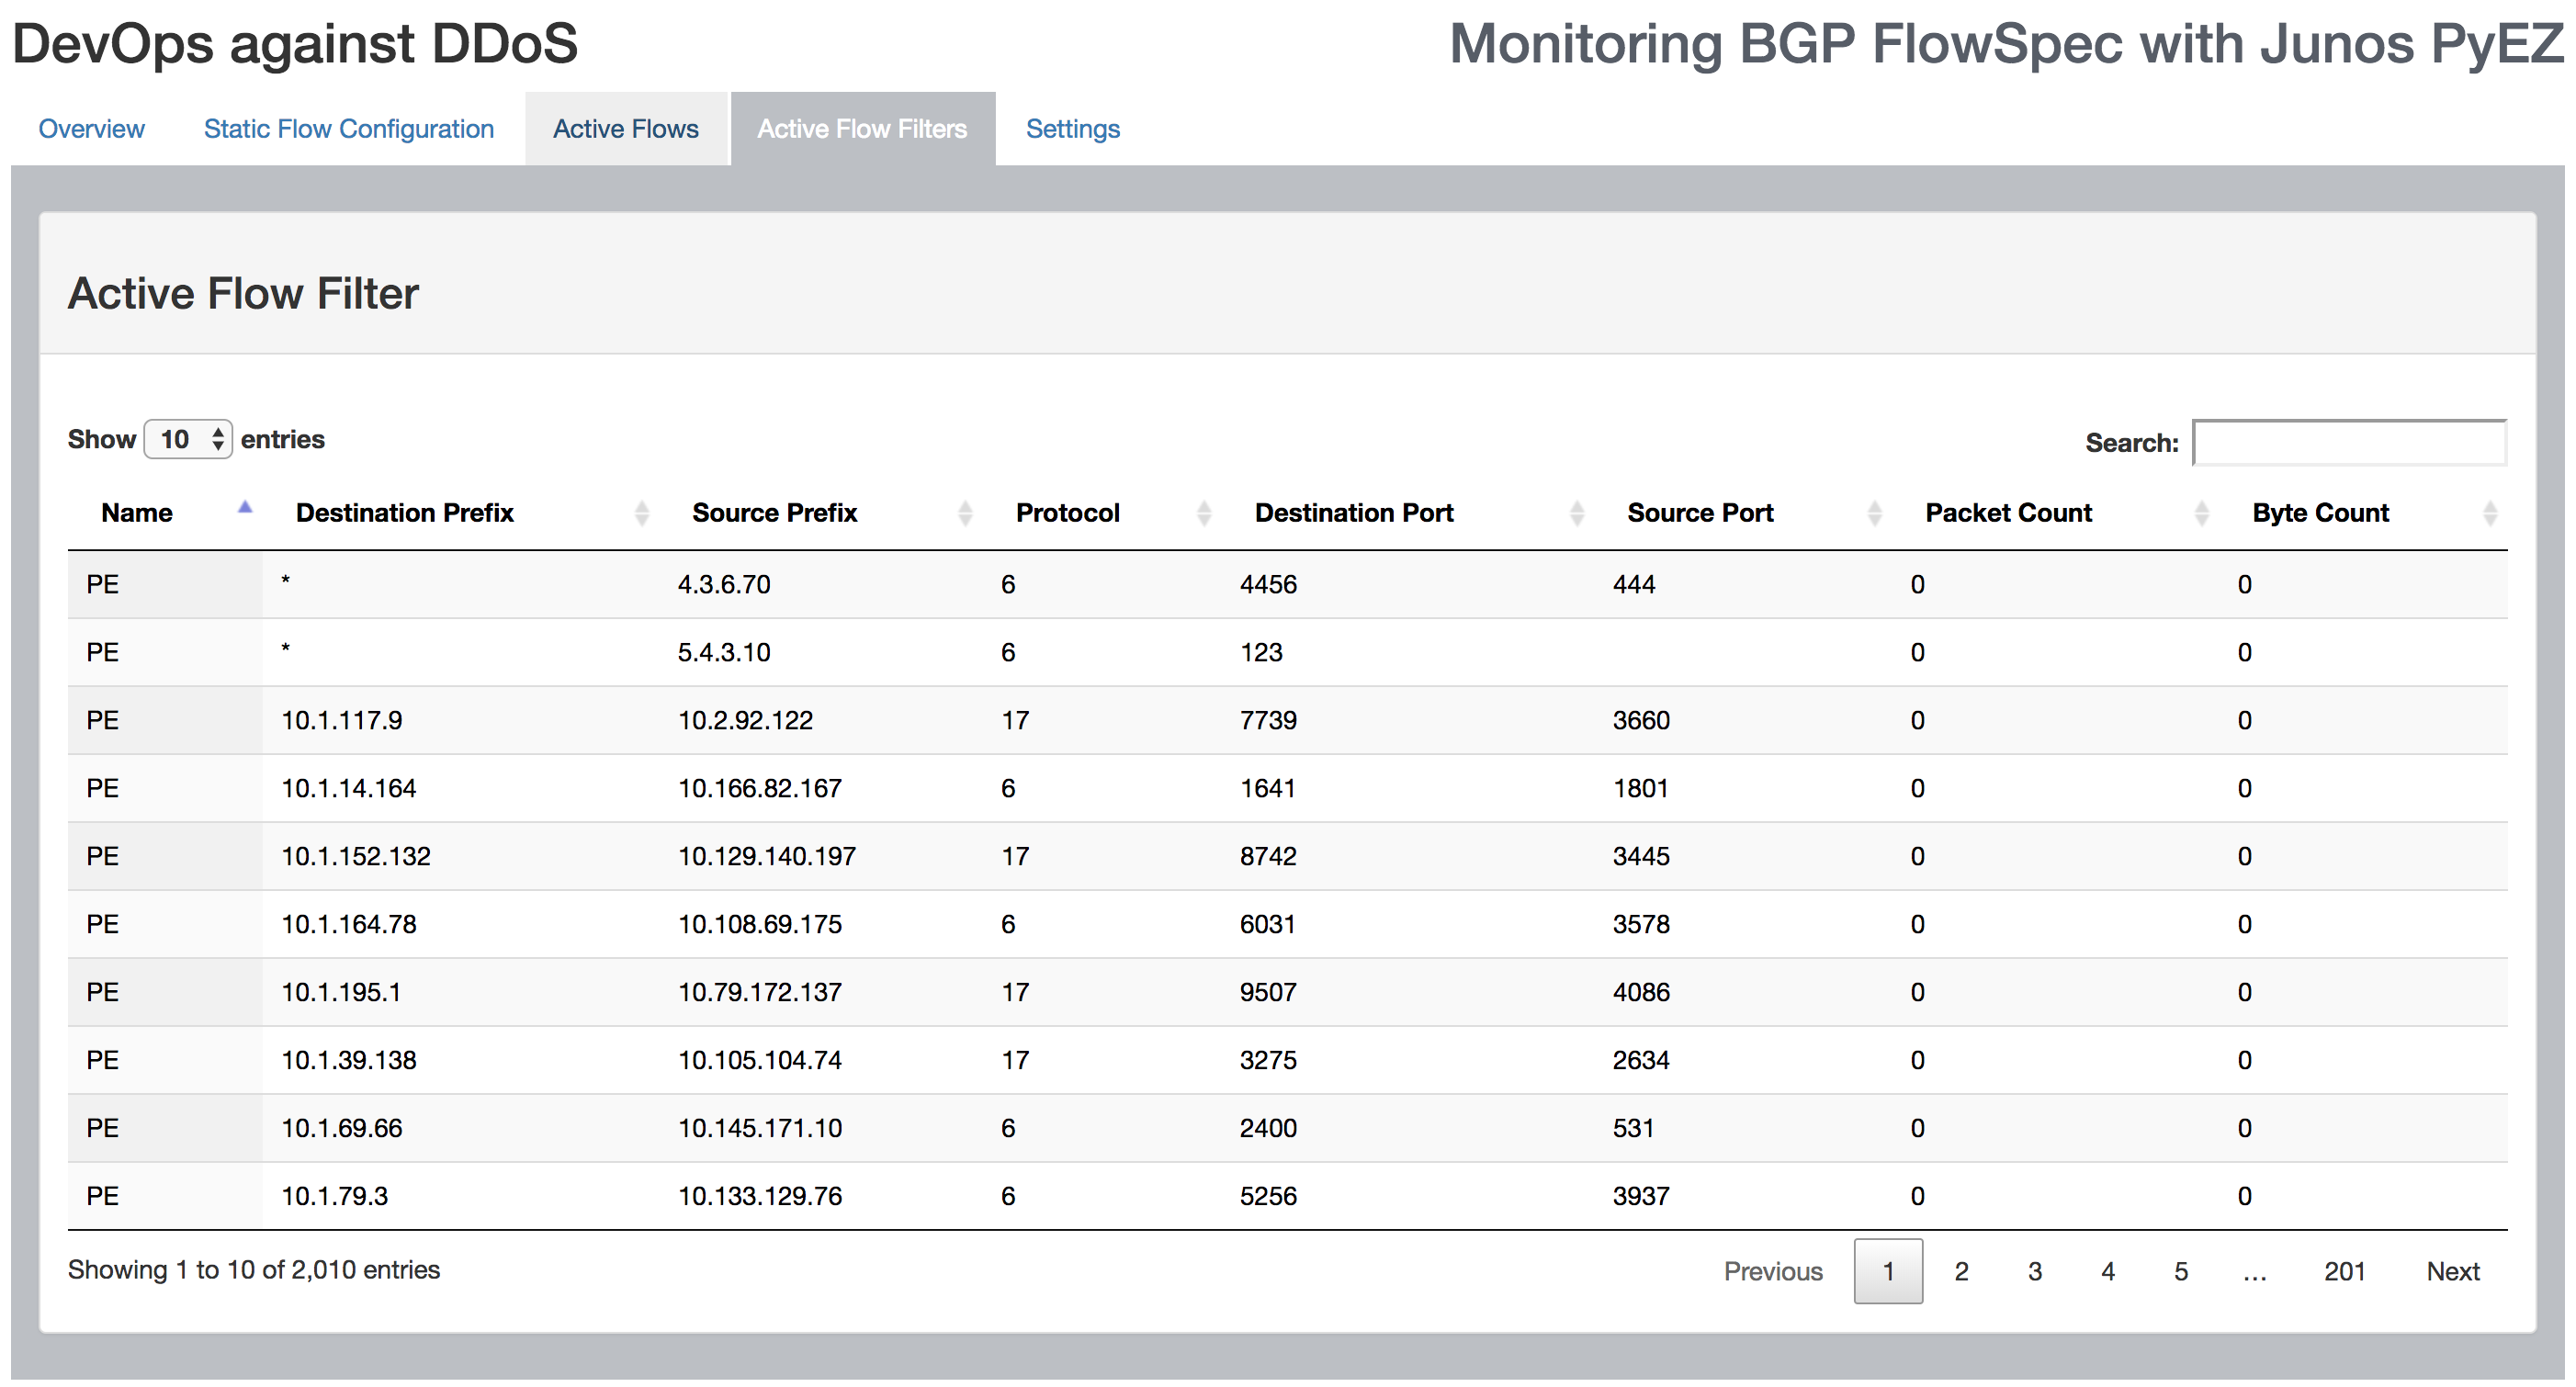 DevOps against DDoS Monitoring BGP FlowSpec with Junos PyEZ
Overview Static Flow Configuration Active Flows Active Flow Filters Settings
Active Flow Filter
Show 10 entries Search:
Name Destination Prefix Source Prefix Protocol Destination Port Source Port Packet Count Byte Count
PE * 4.3.6.70 6 4456 444 0 0
PE * 5.4.3.10 6 123 0 0
PE 10.1.117.9 10.2.92.122 17 7739 3660 0 0
PE 10.1.14.164 10.166.82.167 6 1641 1801 0 0
PE 10.1.152.132 10.129.140.197 17 8742 3445 0 0
PE 10.1.164.78 10.108.69.175 6 6031 3578 0 0
PE 10.1.195.1 10.79.172.137 17 9507 4086 0 0
PE 10.1.39.138 10.105.104.74 17 3275 2634 0 0
PE 10.1.69.66 10.145.171.10 6 2400 531 0 0
PE 10.1.79.3 10.133.129.76 6 5256 3937 0 0
Showing 1 to 10 of 2,010 entries Previous 1 2 3 4 5 … 201 Next